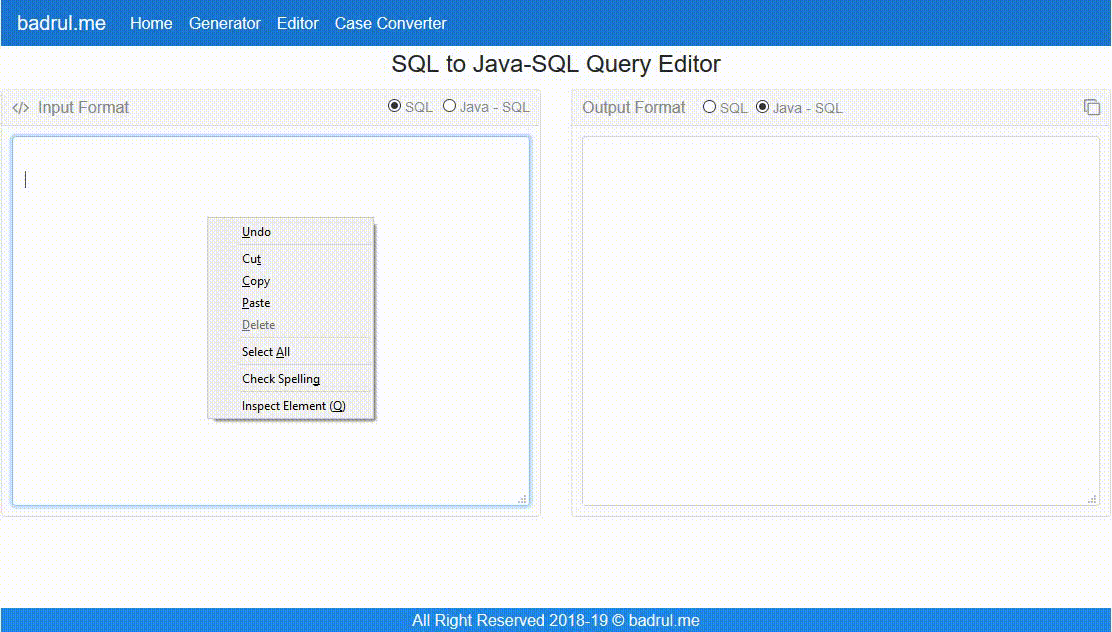 badrul.me Home Generator Editor Case Converter
SQL to Java-SQL Query Editor
</> Input Format SQL Java - SQL
Output Format SQL Java - SQL
Undo
Cut
Copy
Paste
Delete
Select All
Check Spelling
Inspect Element (Q)
All Right Reserved 2018-19 © badrul.me